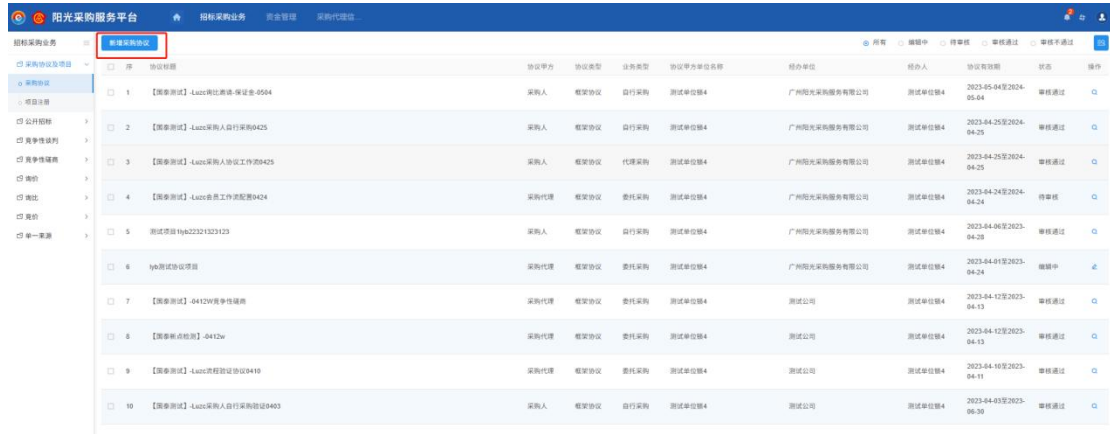 阳光采购服务平台 招标采购业务 资金管理 采购代理信...
招标采购业务 新增采购协议 所有 编辑中 待审核 审核通过 审核不通过
采购协议及项目
采购协议
项目注册
公开招标
竞争性谈判
竞争性磋商
询价
询比
竞价
单一来源
序 协议标题 协议甲方 协议类型 业务类型 协议甲方单位名称 经办单位 经办人 协议有效期 状态 操作
1 【国泰测试】-Luzc询比邀请-保证金-0504 采购人 框架协议 自行采购 测试单位狼4 广州阳光采购服务有限公司 测试单位狼4 2023-05-04至2024-05-04 审核通过
2 【国泰测试】-Luzc采购人自行采购0425 采购人 框架协议 自行采购 测试单位狼4 广州阳光采购服务有限公司 测试单位狼4 2023-04-25至2024-04-25 审核通过
3 【国泰测试】-Luzc采购人协议工作流0425 采购人 框架协议 代理采购 测试单位狼4 广州阳光采购服务有限公司 测试单位狼4 2023-04-25至2024-04-25 审核通过
4 【国泰测试】-Luzc会员工作流配置0424 采购代理 框架协议 委托采购 测试单位狼4 广州阳光采购服务有限公司 测试单位狼4 2023-04-24至2024-04-24 待审核
5 测试项目1lyb22321323123 采购人 框架协议 自行采购 测试单位狼4 广州阳光采购服务有限公司 测试单位狼4 2023-04-06至2023-04-28 审核通过
6 lyb测试协议项目 采购代理 框架协议 委托采购 测试单位狼4 广州阳光采购服务有限公司 测试单位狼4 2023-04-01至2023-04-24 编辑中
7 【国泰测试】-0412W竞争性磋商 采购代理 框架协议 委托采购 测试单位狼4 测试公司 测试单位狼4 2023-04-12至2023-04-13 审核通过
8 【国泰新点检测】-0412w 采购代理 框架协议 委托采购 测试单位狼4 测试公司 测试单位狼4 2023-04-12至2023-04-13 审核通过
9 【国泰测试】-Luzc流程验证协议0410 采购代理 框架协议 委托采购 测试单位狼4 测试公司 测试单位狼4 2023-04-10至2023-04-11 审核通过
10 【国泰测试】-Luzc采购人自行采购验证0403 采购人 框架协议 自行采购 测试单位狼4 测试公司 测试单位狼4 2023-04-03至2023-06-30 审核通过